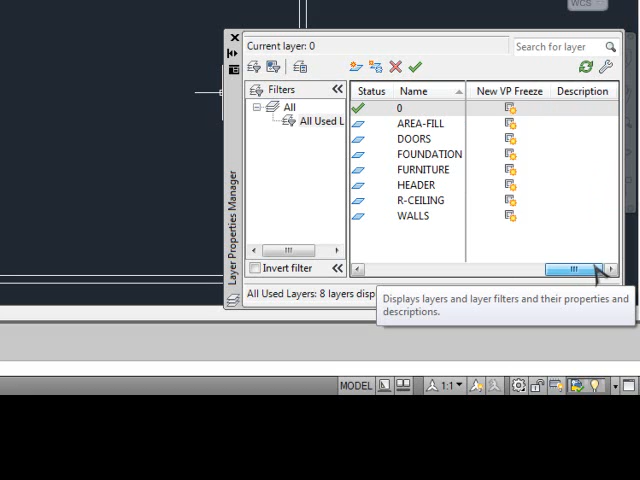 WCS
Current layer: 0
Search for layer
Filters
Status Name New VP Freeze Description
All
All Used L
0
AREA-FILL
DOORS
FOUNDATION
FURNITURE
HEADER
R-CEILING
WALLS
Invert filter
Layer Properties Manager
All Used Layers: 8 layers disp
Displays layers and layer filters and their properties and
descriptions.
MODEL 1:1